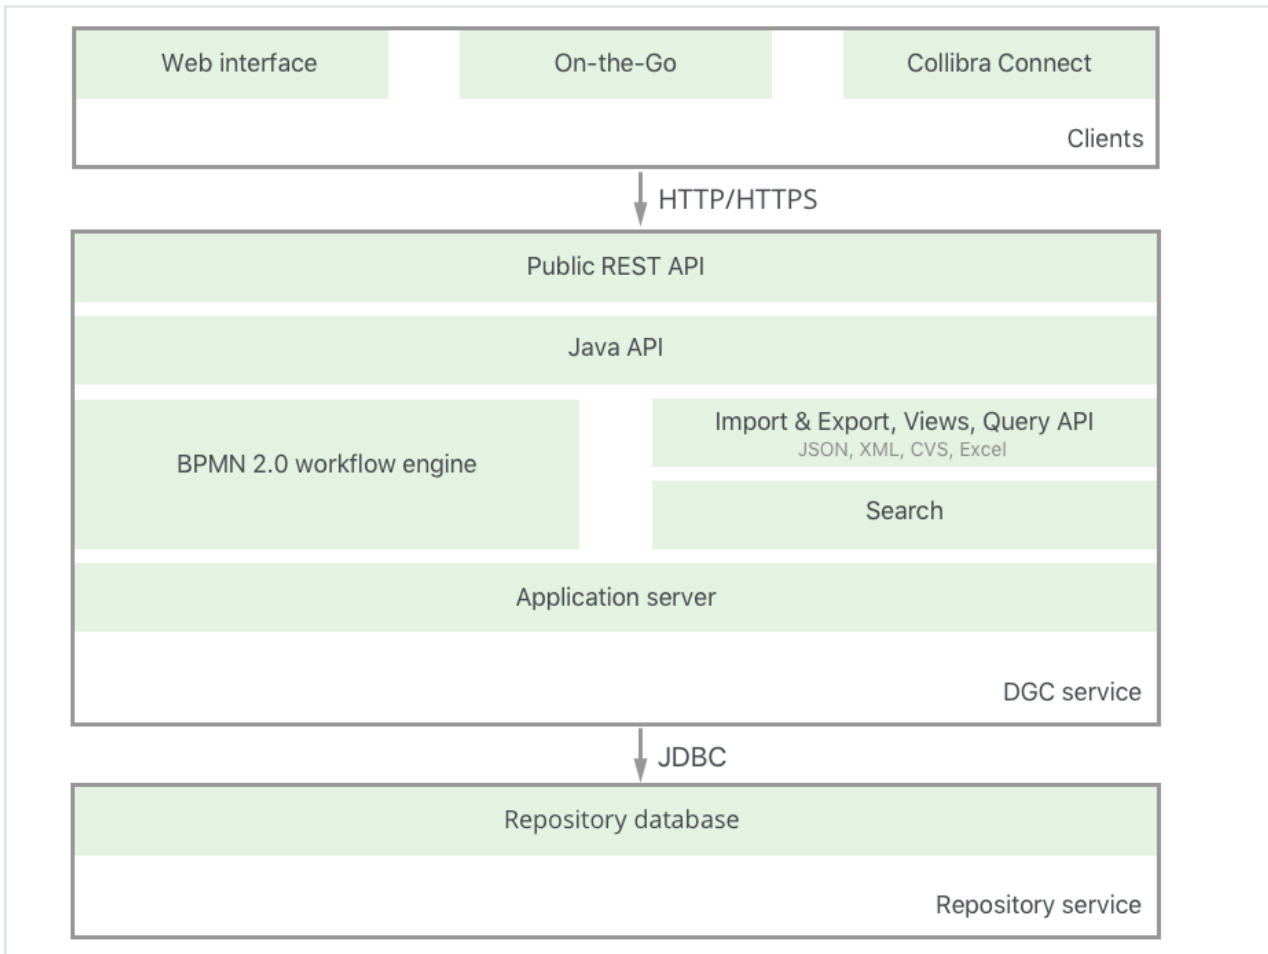 Web interface
On-the-Go
Collibra Connect
Clients
HTTP/HTTPS
Public REST API
Java API
BPMN 2.0 workflow engine
Import & Export, Views, Query API
JSON, XML, CVS, Excel
Search
Application server
DGC service
JDBC
Repository database
Repository service